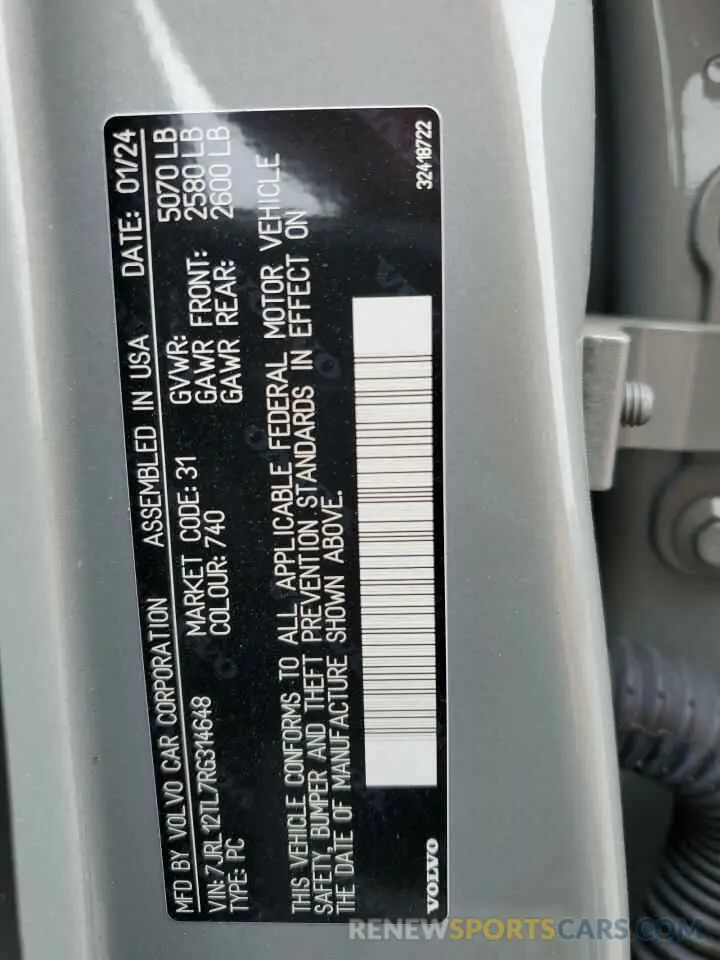 MFD BY VOLVO CAR CORPORATION ASSEMBLED IN USA DATE: 01/24
VIN: 7JRL12TL7RG314648 MARKET CODE: 31 GVWR: 5070 LB
TYPE: PC COLOUR: 740 GAWR FRONT: 2580 LB
GAWR REAR: 2600 LB
THIS VEHICLE CONFORMS TO ALL APPLICABLE FEDERAL MOTOR VEHICLE
SAFETY, BUMPER AND THEFT PREVENTION STANDARDS IN EFFECT ON
THE DATE OF MANUFACTURE SHOWN ABOVE.
VOLVO 32418722
RENEWSPORTSCARS.COM